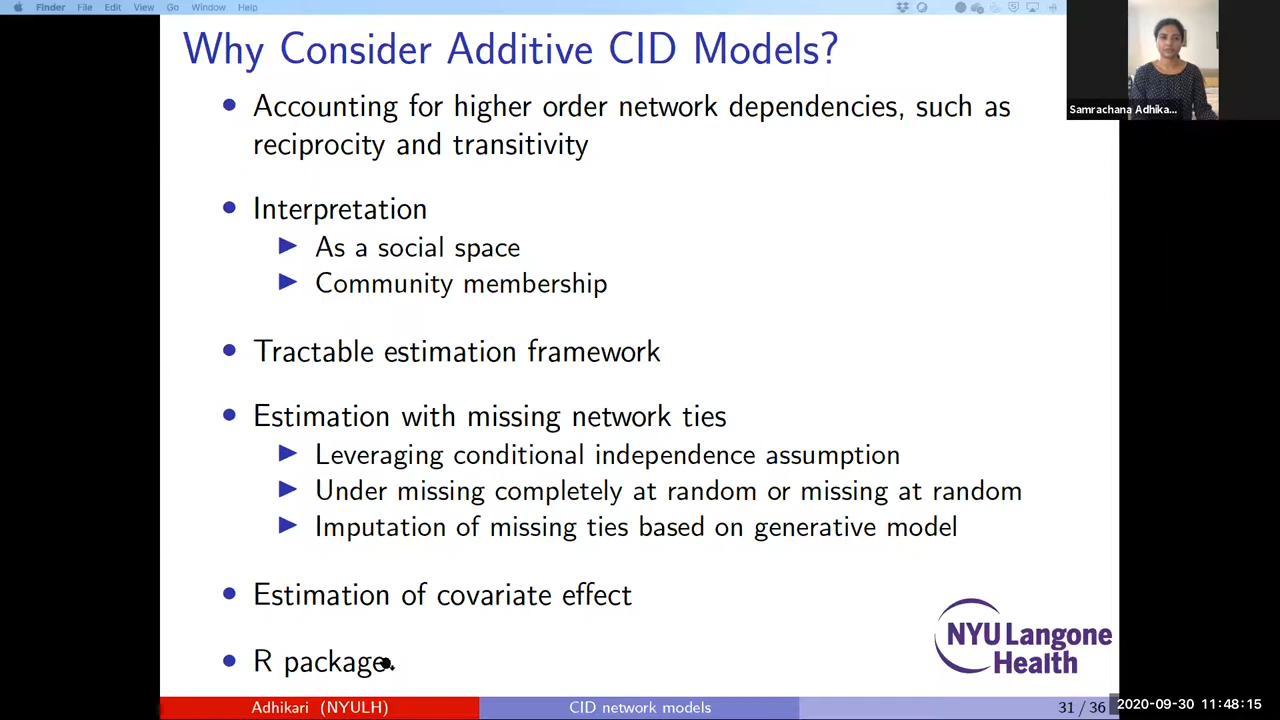 Finder File Edit View Go Window Help
Why Consider Additive CID Models?
Samrachana Adhika...
Accounting for higher order network dependencies, such as
reciprocity and transitivity
Interpretation
As a social space
Community membership
Tractable estimation framework
Estimation with missing network ties
Leveraging conditional independence assumption
Under missing completely at random or missing at random
Imputation of missing ties based on generative model
Estimation of covariate effect
R package
NYU Langone
Health
Adhikari (NYULH) CID network models 31 / 36
2020-09-30 11:48:15